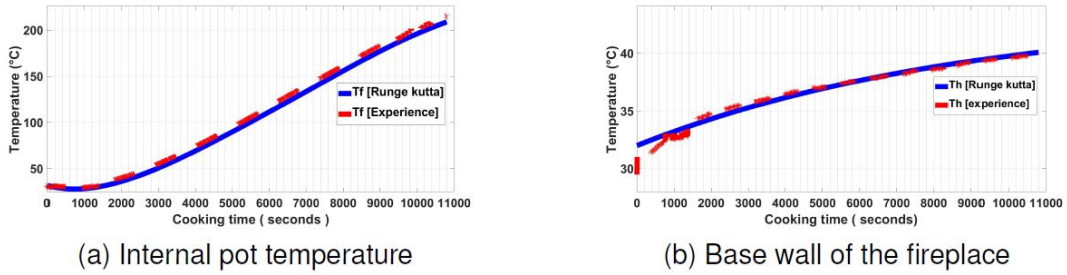 200
150
100
50
Temperature (°C)
Tf [Runge kutta]
Tf [Experience]
0 1000 2000 3000 4000 5000 6000 7000 8000 9000 10000 11000
Cooking time ( seconds )
(a) Internal pot temperature
40
35
30
Temperature (°C)
Th [Runge kutta]
Th [experience]
0 1000 2000 3000 4000 5000 6000 7000 8000 9000 10000 11000
Cooking time (seconds)
(b) Base wall of the fireplace